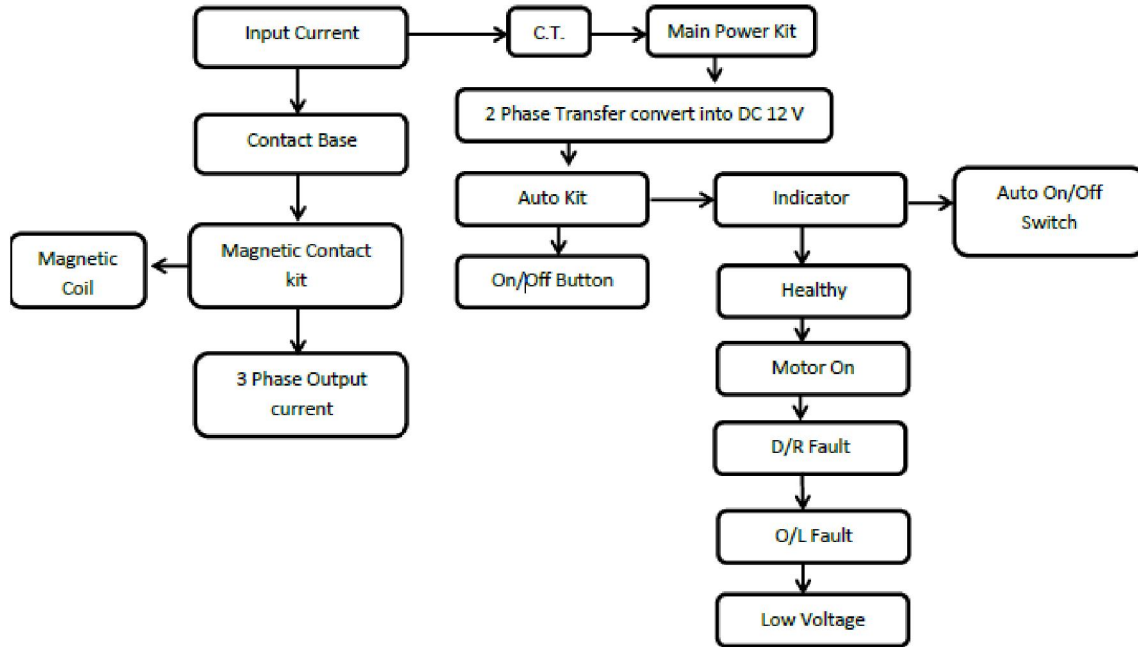 Input Current
C.T.
Main Power Kit
2 Phase Transfer convert into DC 12 V
Contact Base
Auto Kit
Indicator
Auto On/Off
Switch
Magnetic
Coil
Magnetic Contact
kit
On/Off Button
Healthy
3 Phase Output
current
Motor On
D/R Fault
O/L Fault
Low Voltage